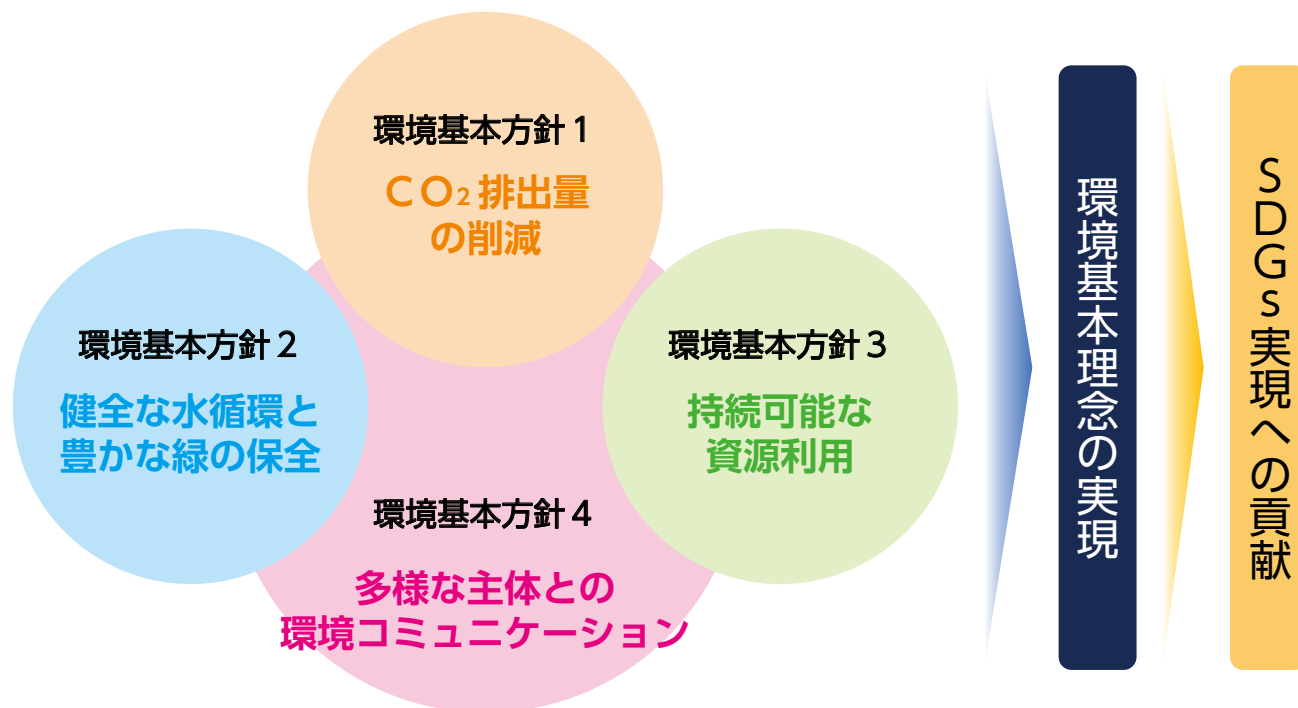 環境基本方針1
CO₂排出量
の削減
環境基本方針2
健全な水循環と
豊かな緑の保全
環境基本方針3
持続可能な
資源利用
環境基本方針4
多様な主体との
環境コミュニケーション
環境基本理念の実現
SDGs実現への貢献